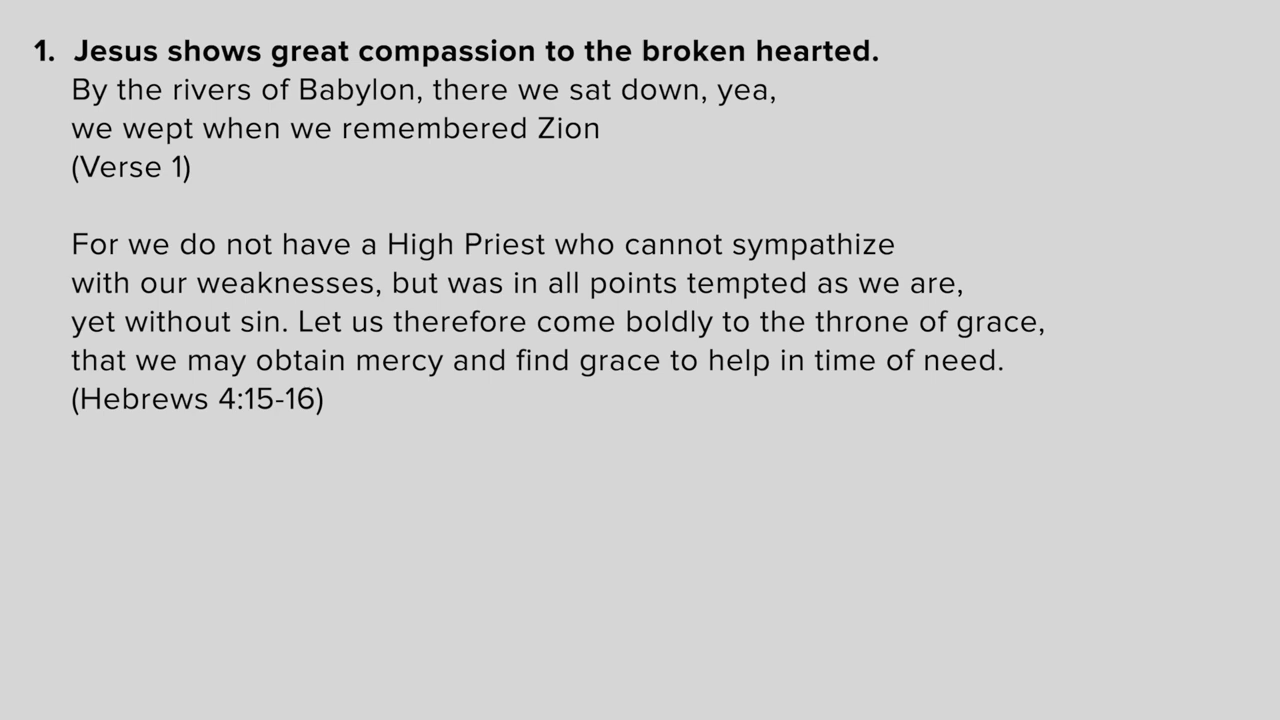 1. Jesus shows great compassion to the broken hearted.
By the rivers of Babylon, there we sat down, yea,
we wept when we remembered Zion
(Verse 1)
For we do not have a High Priest who cannot sympathize
with our weaknesses, but was in all points tempted as we are,
yet without sin. Let us therefore come boldly to the throne of grace,
that we may obtain mercy and find grace to help in time of need.
(Hebrews 4:15-16)